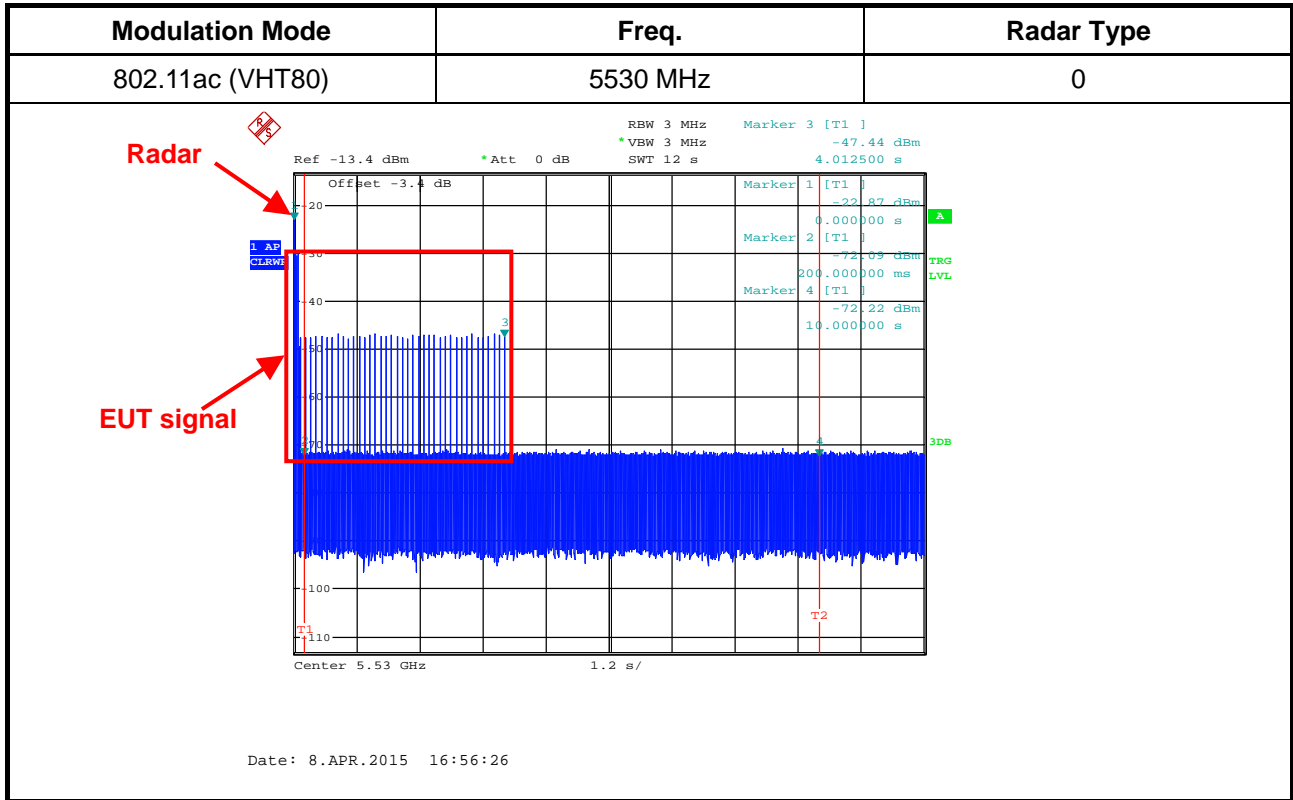 Modulation Mode Freq. Radar Type
802.11ac (VHT80) 5530 MHz 0
R S
RBW 3 MHz Marker 3 [T1 ]
*VBW 3 MHz -47.44 dBm
Ref -13.4 dBm *Att 0 dB SWT 12 s 4.012500 s
Radar
Offset -3.4 dB Marker 1 [T1 ]
-22.87 dBm
-20
0.000000 s
A
Marker 2 [T1 ]
1 AP
-72.09 dBm
-30
CLRWR
TRG
200.000000 ms
LVL
Marker 4 [T1 ]
-40
-72.22 dBm
10.000000 s
3
-50
-60
EUT signal
-70
4
3DB
-100
T2
T1
-110
Center 5.53 GHz 1.2 s/
Date: 8.APR.2015 16:56:26